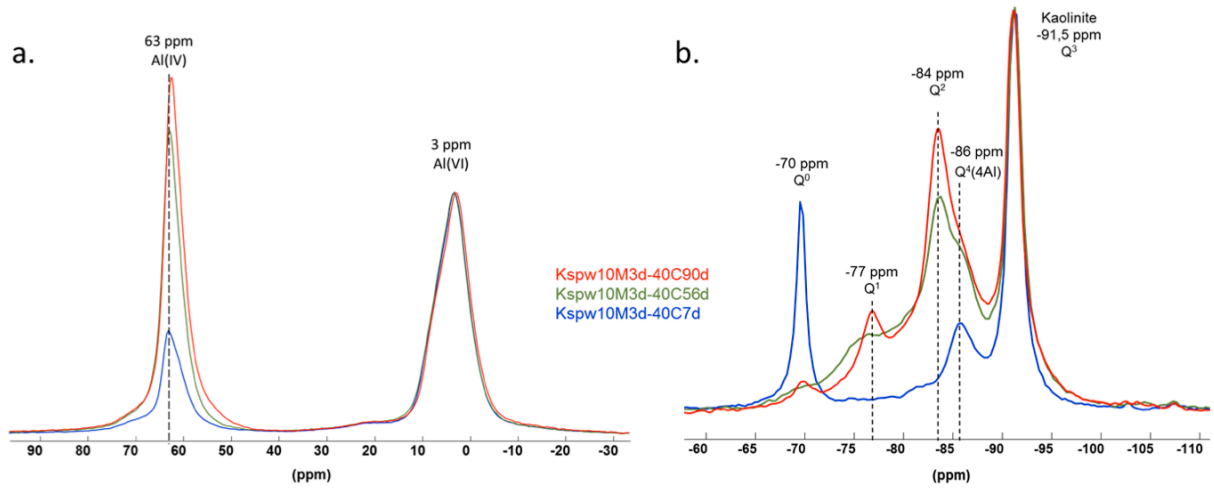 a.
63 ppm
Al(IV)
3 ppm
Al(VI)
90 80 70 60 50 40 30 20 10 0 -10 -20 -30
(ppm)
Kspw10M3d-40C90d
Kspw10M3d-40C56d
Kspw10M3d-40C7d
b.
-70 ppm
Q⁰
-77 ppm
Q¹
-84 ppm
Q²
-86 ppm
Q⁴(4Al)
Kaolinite
-91,5 ppm
Q³
-60 -65 -70 -75 -80 -85 -90 -95 -100 -105 -110
(ppm)